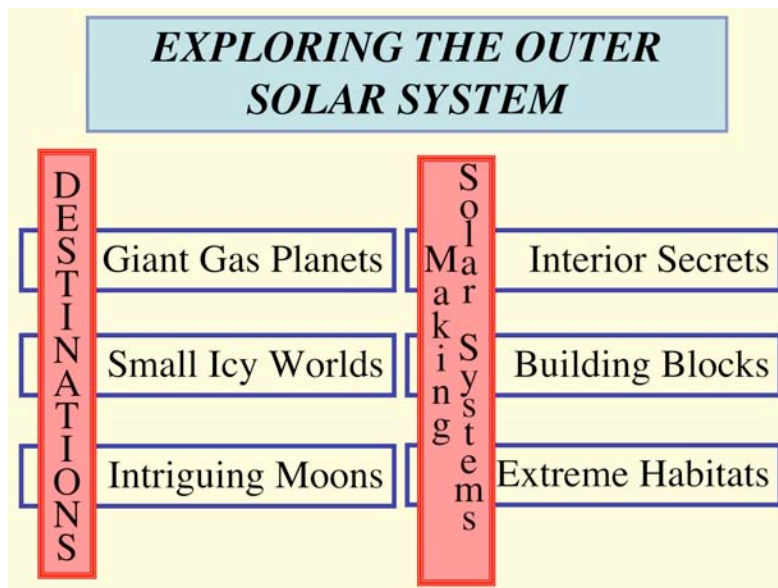 EXPLORING THE OUTER
SOLAR SYSTEM
DESTINATIONS
Giant Gas Planets
Small Icy Worlds
Intriguing Moons
Making
Solar Systems
Interior Secrets
Building Blocks
Extreme Habitats